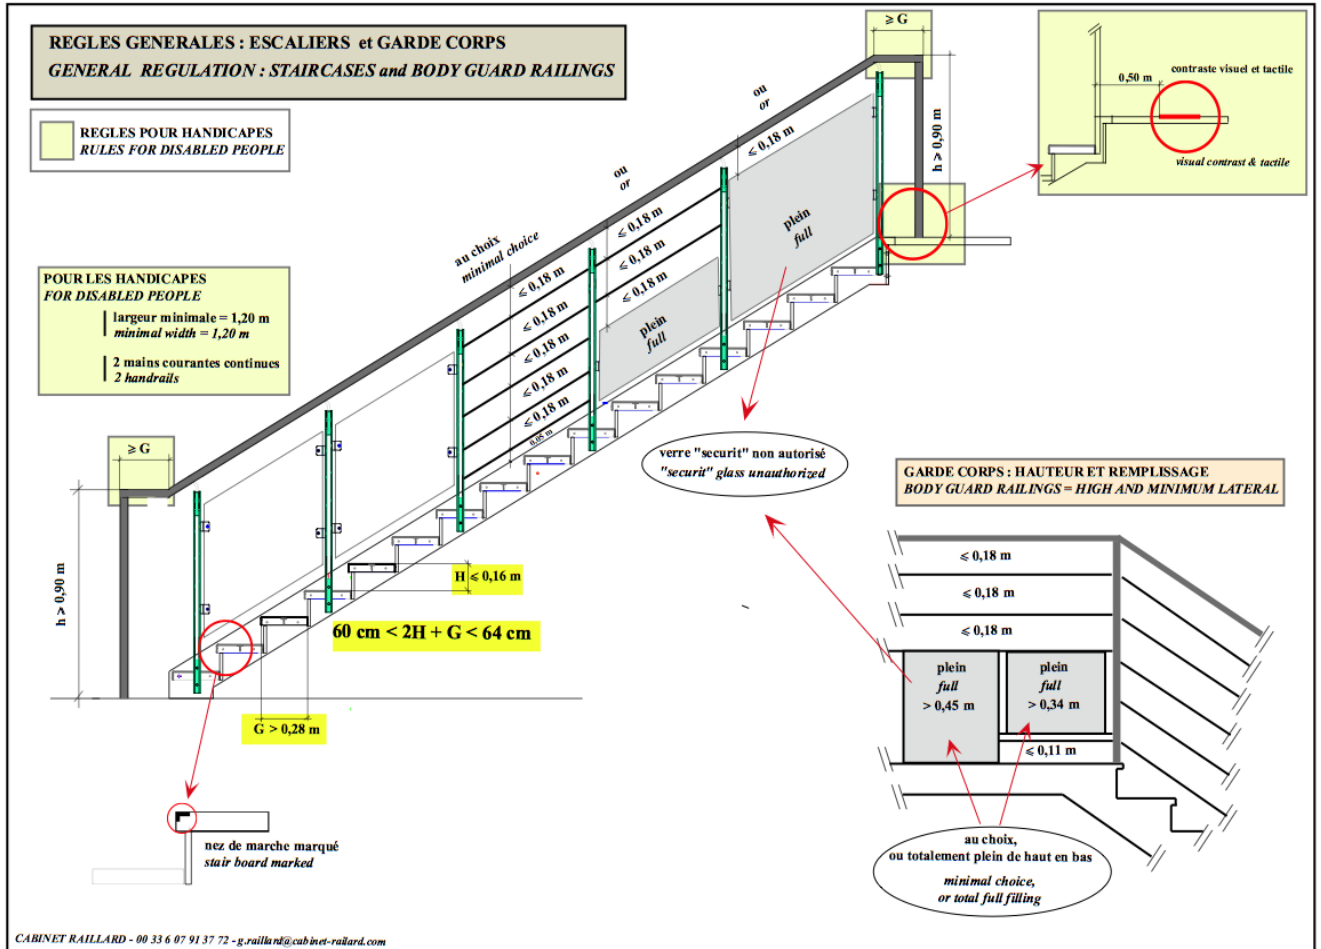 REGLES GENERALES : ESCALIERS et GARDE CORPS
GENERAL REGULATION : STAIRCASES and BODY GUARD RAILINGS
REGLES POUR HANDICAPES
RULES FOR DISABLED PEOPLE
≥ G
0,50 m
contraste visuel et tactile
visual contrast & tactile
ou
or
≤ 0,18 m
h ≥ 0,90 m
ou
or
≤ 0,18 m
≤ 0,18 m
≤ 0,18 m
plein
full
au choix
minimal choice
≤ 0,18 m
≤ 0,18 m
≤ 0,18 m
≤ 0,18 m
≤ 0,18 m
0,05 m
plein
full
POUR LES HANDICAPES
FOR DISABLED PEOPLE
largeur minimale = 1,20 m
minimal width = 1,20 m
2 mains courantes continues
2 handrails
≥ G
h ≥ 0,90 m
verre "securit" non autorisé
"securit" glass unauthorized
GARDE CORPS : HAUTEUR ET REMPLISSAGE
BODY GUARD RAILINGS = HIGH AND MINIMUM LATERAL
H ≤ 0,16 m
60 cm < 2H + G < 64 cm
G > 0,28 m
≤ 0,18 m
≤ 0,18 m
≤ 0,18 m
plein
full
> 0,45 m
plein
full
> 0,34 m
≤ 0,11 m
nez de marche marqué
stair board marked
au choix,
ou totalement plein de haut en bas
minimal choice,
or total full filling
CABINET RAILLARD - 00 33 6 07 91 37 72 - g.raillard@cabinet-railard.com